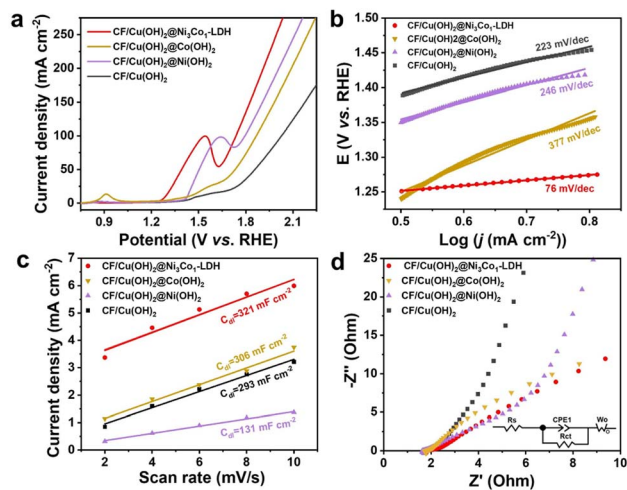 a
CF/Cu(OH)₂@Ni₃Co₁-LDH
CF/Cu(OH)₂@Co(OH)₂
CF/Cu(OH)₂@Ni(OH)₂
CF/Cu(OH)₂
Current density (mA cm⁻²)
250
200
150
100
50
0
0.9 1.2 1.5 1.8 2.1
Potential (V vs. RHE)
b
CF/Cu(OH)₂@Ni₃Co₁-LDH
CF/Cu(OH)2@Co(OH)₂
CF/Cu(OH)₂@Ni(OH)₂
CF/Cu(OH)₂
223 mV/dec
246 mV/dec
377 mV/dec
76 mV/dec
E (V vs. RHE)
1.50
1.45
1.40
1.35
1.30
1.25
0.5 0.6 0.7 0.8
Log (j (mA cm⁻²)
c
CF/Cu(OH)₂@Ni₃Co₁-LDH
CF/Cu(OH)₂@Co(OH)₂
CF/Cu(OH)₂@Ni(OH)₂
CF/Cu(OH)₂
Cdl=321 mF cm⁻²
Cdl=306 mF cm⁻²
Cdl=293 mF cm⁻²
Cdl=131 mF cm⁻²
Current density (mA cm⁻²)
8
6
4
2
0
2 4 6 8 10
Scan rate (mV/s)
d
CF/Cu(OH)₂@Ni₃Co₁-LDH
CF/Cu(OH)₂@Co(OH)₂
CF/Cu(OH)₂@Ni(OH)₂
CF/Cu(OH)₂
-Z'' (Ohm)
25
20
15
10
5
0
Rs CPE1 Wo
Rct
0 2 4 6 8 10
Z' (Ohm)